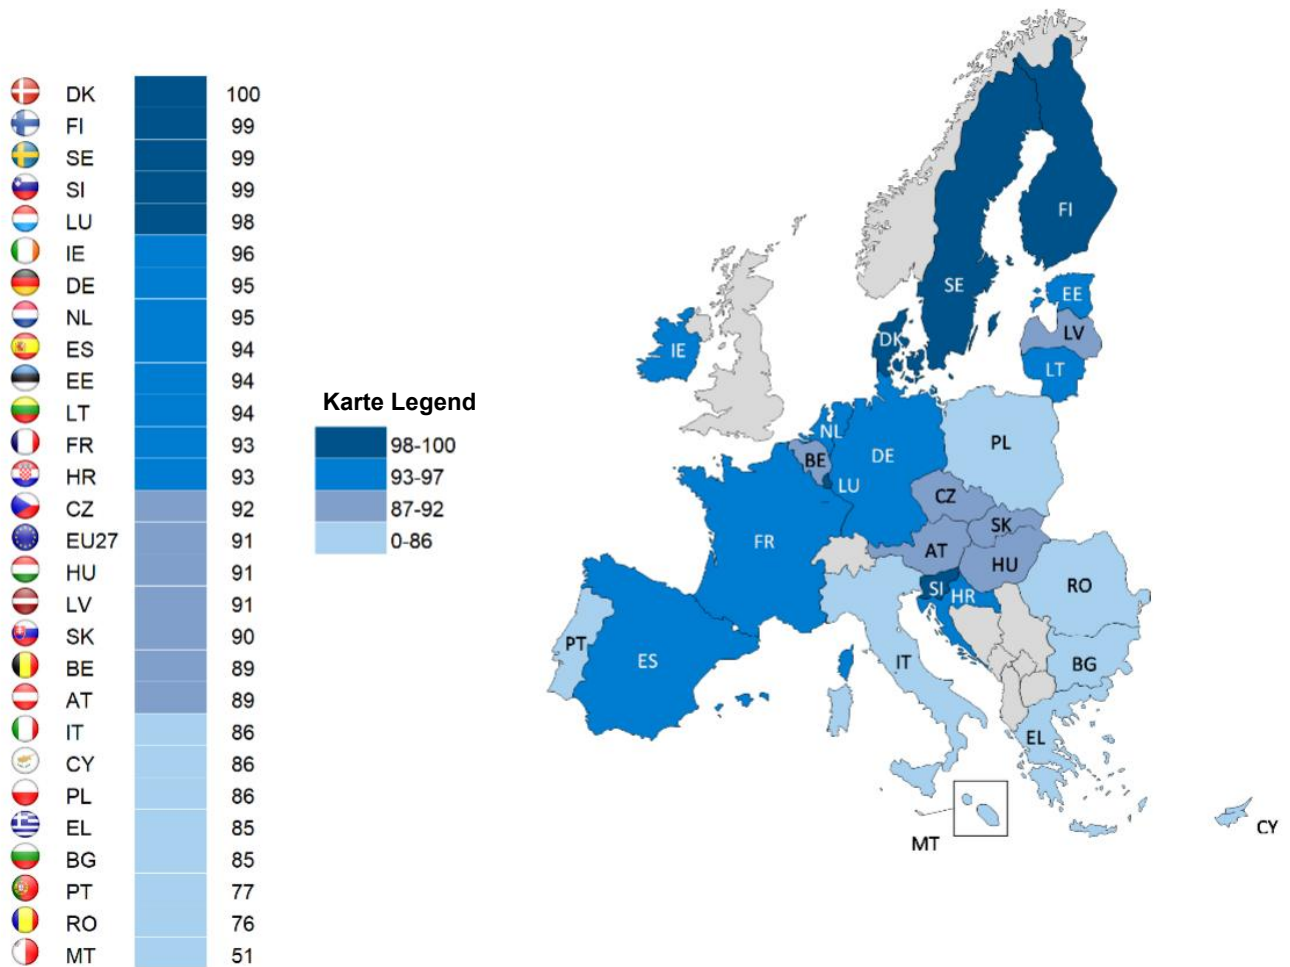 DK 100
FI 99
SE 99
SI 99
LU 98
IE 96
DE 95
NL 95
ES 94
EE 94
LT 94
FR 93
HR 93
CZ 92
EU27 91
HU 91
LV 91
SK 90
BE 89
AT 89
IT 86
CY 86
PL 86
EL 85
BG 85
PT 77
RO 76
MT 51
Karte Legend
98-100
93-97
87-92
0-86
FI
SE
EE
LV
LT
DK
IE
NL
PL
BE
DE
LU
CZ
SK
FR
AT
HU
SI
HR
RO
PT
ES
IT
BG
EL
MT
CY